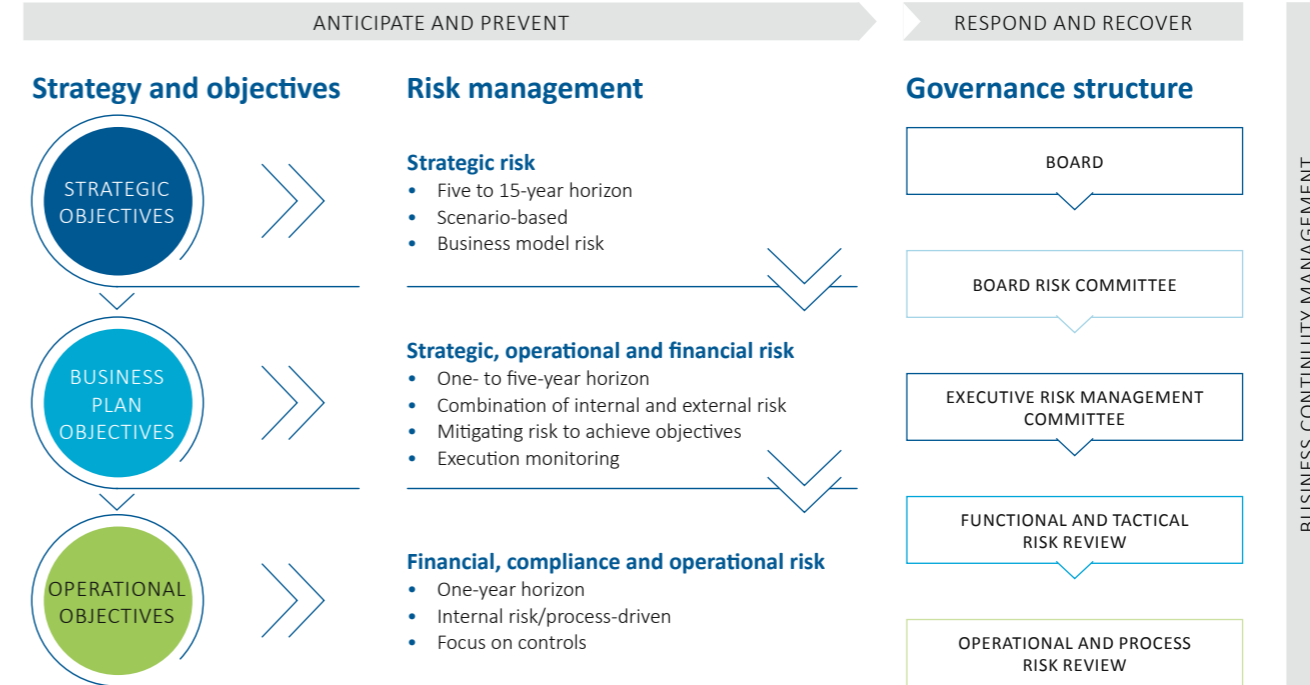 ANTICIPATE AND PREVENT
RESPOND AND RECOVER
Strategy and objectives
Risk management
Governance structure
STRATEGIC
OBJECTIVES
Strategic risk
• Five to 15-year horizon
• Scenario-based
• Business model risk
BUSINESS
PLAN
OBJECTIVES
Strategic, operational and financial risk
• One- to five-year horizon
• Combination of internal and external risk
• Mitigating risk to achieve objectives
• Execution monitoring
OPERATIONAL
OBJECTIVES
Financial, compliance and operational risk
• One-year horizon
• Internal risk/process-driven
• Focus on controls
BOARD
BOARD RISK COMMITTEE
EXECUTIVE RISK MANAGEMENT
COMMITTEE
FUNCTIONAL AND TACTICAL
RISK REVIEW
OPERATIONAL AND PROCESS
RISK REVIEW
BUSINESS CONTINUITY MANAGEMENT